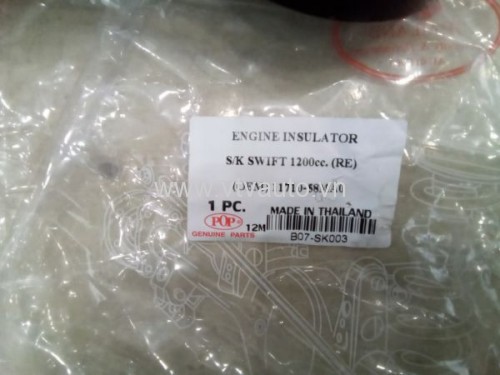 ENGINE INSULATOR
S/K SWIFT 1200cc. (RE)
1 PC.
MADE IN THAILAND
POP
12M
GENUINE PARTS
B07-SK003